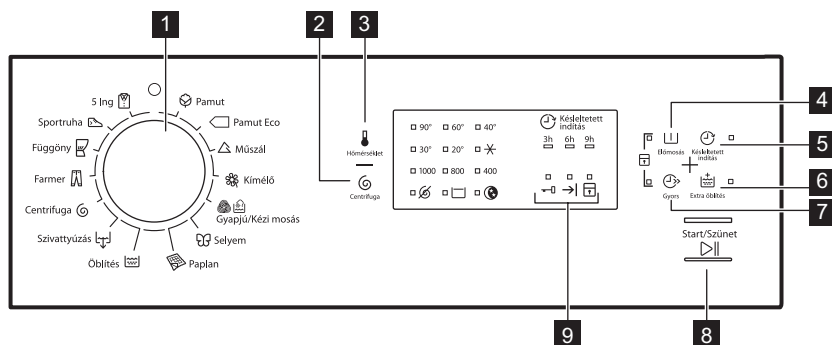 1
2
3
4
5
6
7
8
9
5 Ing
Sportruha
Függöny
Farmer
Centrifuga
Szivattyúzás
Öblítés
Pamut
Pamut Eco
Műszál
Kímélő
Gyapjú/Kézi mosás
Selyem
Paplan
Hőmérséklet
Centrifuga
90° 60° 40°
30° 20°
1000 800 400
Késleltetett
indítás
3h 6h 9h
Előmosás
Késleltetett
indítás
Gyors
Extra öblítés
Start/Szünet